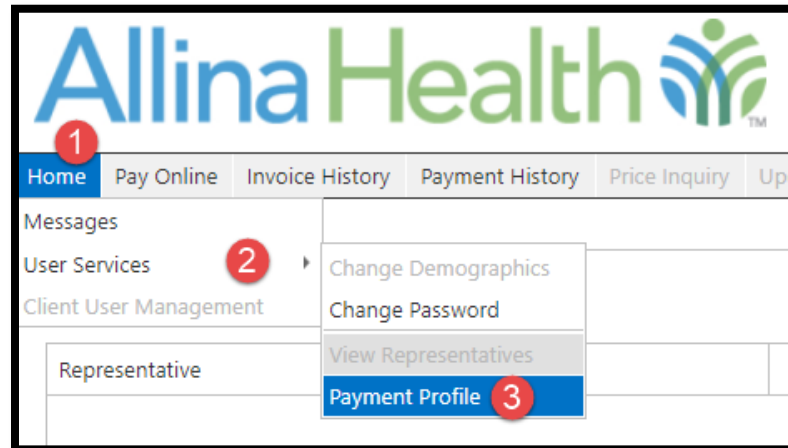 Allina Health
TM
1
Home Pay Online Invoice History Payment History Price Inquiry Up
Messages
User Services 2 Change Demographics
Client User Management Change Password
View Representatives
Representative
Payment Profile 3